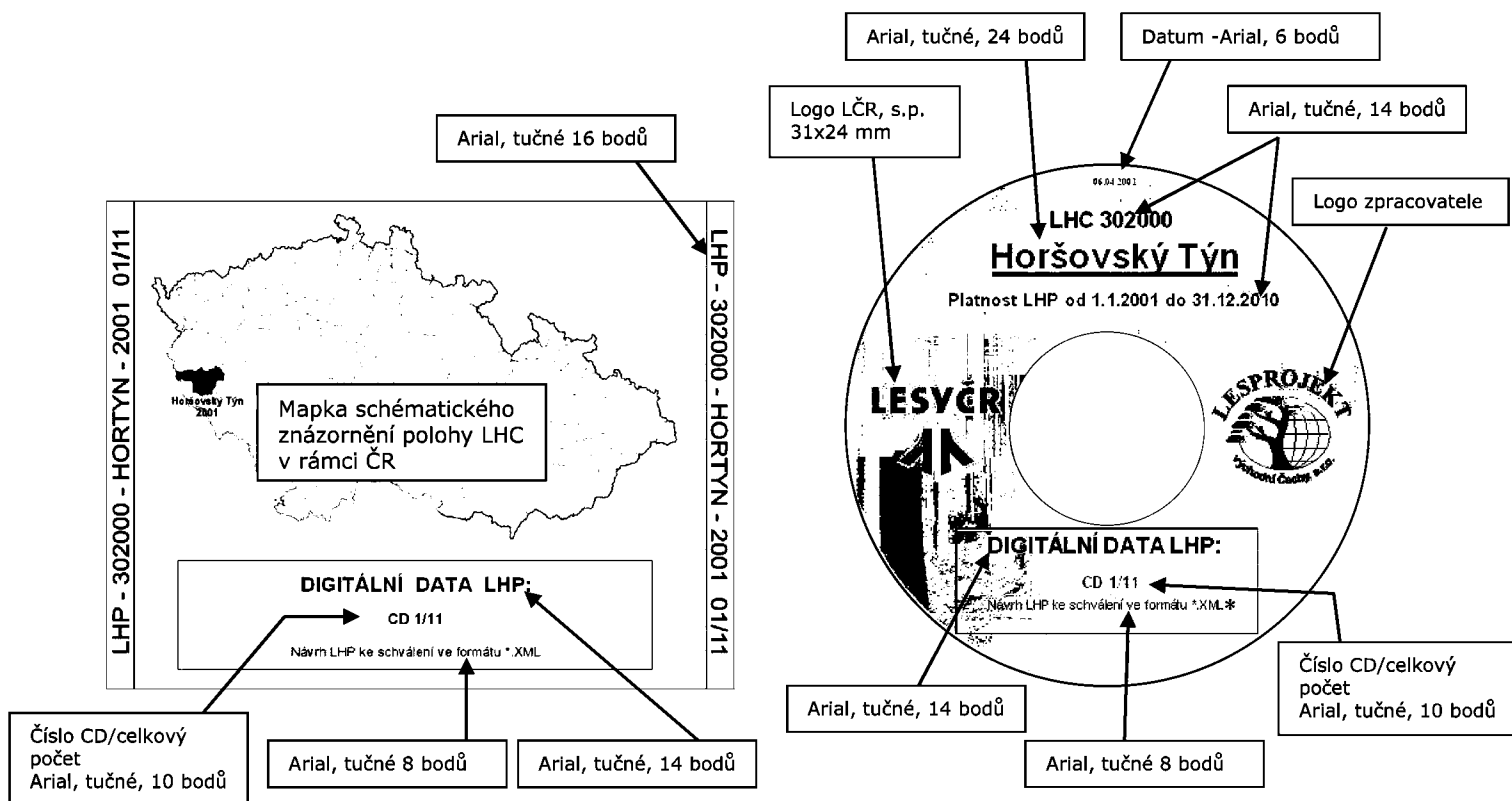 Arial, tučné 16 bodů
LHP - 302000 - HORTYN - 2001 01/11
Horšovský Týn
2001
Mapka schématického
znázornění polohy LHC
v rámci ČR
LHP - 302000 - HORTYN - 2001 01/11
DIGITÁLNÍ DATA LHP:
CD 1/11
Návrh LHP ke schválení ve formátu *.XML
Číslo CD/celkový
počet
Arial, tučné, 10 bodů
Arial, tučné 8 bodů
Arial, tučné, 14 bodů
Arial, tučné, 24 bodů
Datum -Arial, 6 bodů
Logo LČR, s.p.
31x24 mm
Arial, tučné, 14 bodů
Logo zpracovatele
06.04.2002
LHC 302000
Horšovský Týn
Platnost LHP od 1.1.2001 do 31.12.2010
LESYČR
LESPROJEKT
východní Čechy, s.r.o.
DIGITÁLNÍ DATA LHP:
CD 1/11
Návrh LHP ke schválení ve formátu *.XML*
Arial, tučné, 14 bodů
Arial, tučné 8 bodů
Číslo CD/celkový
počet
Arial, tučné, 10 bodů